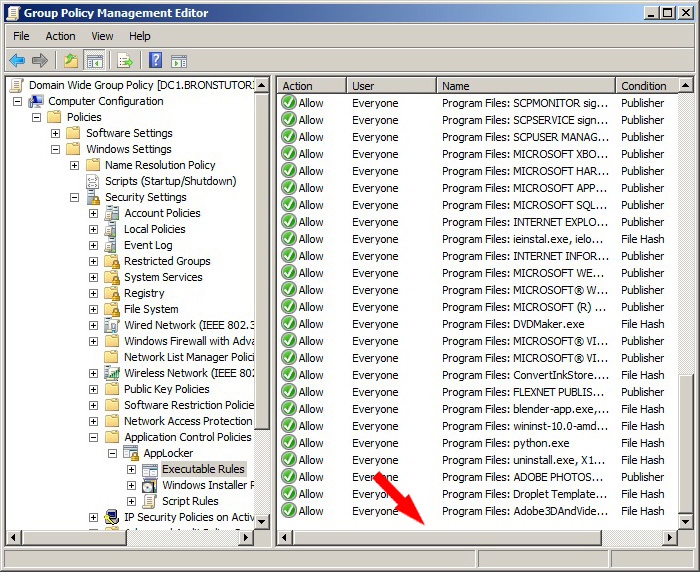 Group Policy Management Editor
File Action View Help
Domain Wide Group Policy [DC1.BRONSTUTORI
Computer Configuration
Policies
Software Settings
Windows Settings
Name Resolution Policy
Scripts (Startup/Shutdown)
Security Settings
Account Policies
Local Policies
Event Log
Restricted Groups
System Services
Registry
File System
Wired Network (IEEE 802.3
Windows Firewall with Adva
Network List Manager Polici
Wireless Network (IEEE 802
Public Key Policies
Software Restriction Policie
Network Access Protection
Application Control Policies
AppLocker
Executable Rules
Windows Installer R
Script Rules
IP Security Policies on Activ
Action User Name Condition
Allow Everyone Program Files: SCPMONITOR sig... Publisher
Allow Everyone Program Files: SCPSERVICE sign... Publisher
Allow Everyone Program Files: SCPUSER MANAG... Publisher
Allow Everyone Program Files: MICROSOFT XBO... Publisher
Allow Everyone Program Files: MICROSOFT HAR... Publisher
Allow Everyone Program Files: MICROSOFT APP... Publisher
Allow Everyone Program Files: MICROSOFT SQL... Publisher
Allow Everyone Program Files: INTERNET EXPLO... Publisher
Allow Everyone Program Files: ieinstal.exe, ielo... File Hash
Allow Everyone Program Files: INTERNET INFOR... Publisher
Allow Everyone Program Files: MICROSOFT WE... Publisher
Allow Everyone Program Files: MICROSOFT® W... Publisher
Allow Everyone Program Files: MICROSOFT (R) ... Publisher
Allow Everyone Program Files: DVDMaker.exe File Hash
Allow Everyone Program Files: MICROSOFT® VI... Publisher
Allow Everyone Program Files: MICROSOFT® VI... Publisher
Allow Everyone Program Files: ConvertInkStore.... File Hash
Allow Everyone Program Files: FLEXNET PUBLIS... Publisher
Allow Everyone Program Files: blender-app.exe,... File Hash
Allow Everyone Program Files: wininst-10.0-amd... File Hash
Allow Everyone Program Files: python.exe File Hash
Allow Everyone Program Files: uninstall.exe, X1... File Hash
Allow Everyone Program Files: ADOBE PHOTOS... Publisher
Allow Everyone Program Files: Droplet Template... File Hash
Allow Everyone Program Files: Adobe3DAndVide... File Hash